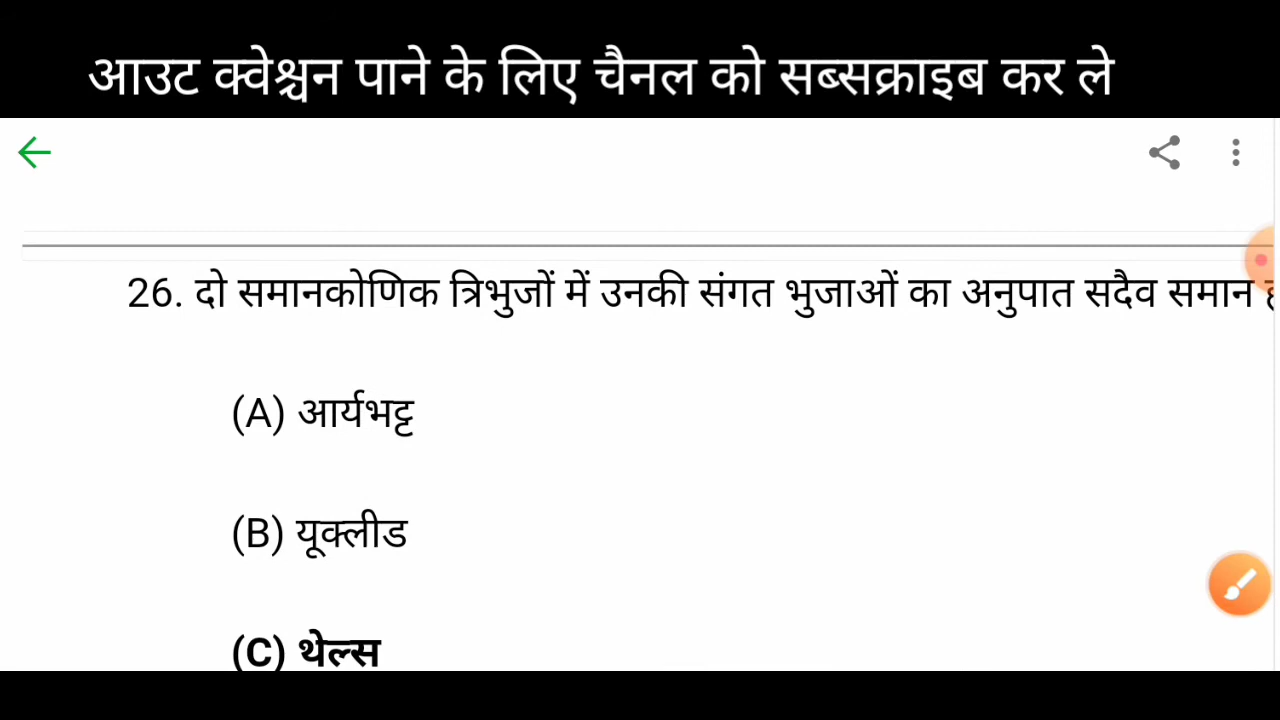 आउट क्वेश्चन पाने के लिए चैनल को सब्सक्राइब कर ले
26. दो समानकोणिक त्रिभुजों में उनकी संगत भुजाओं का अनुपात सदैव समान
(A) आर्यभट्ट
(B) यूक्लीड
(C) थेल्स